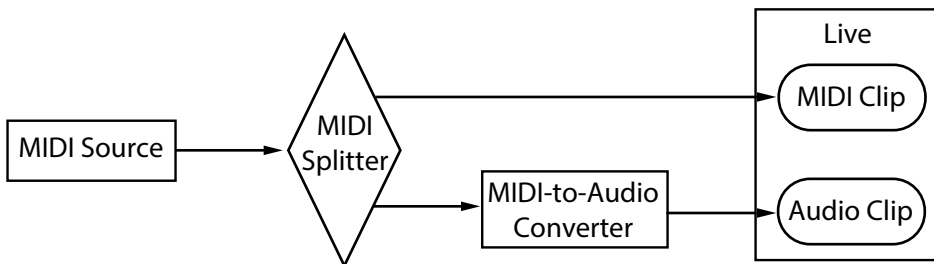 MIDI Source
MIDI
Splitter
MIDI-to-Audio
Converter
Live
MIDI Clip
Audio Clip